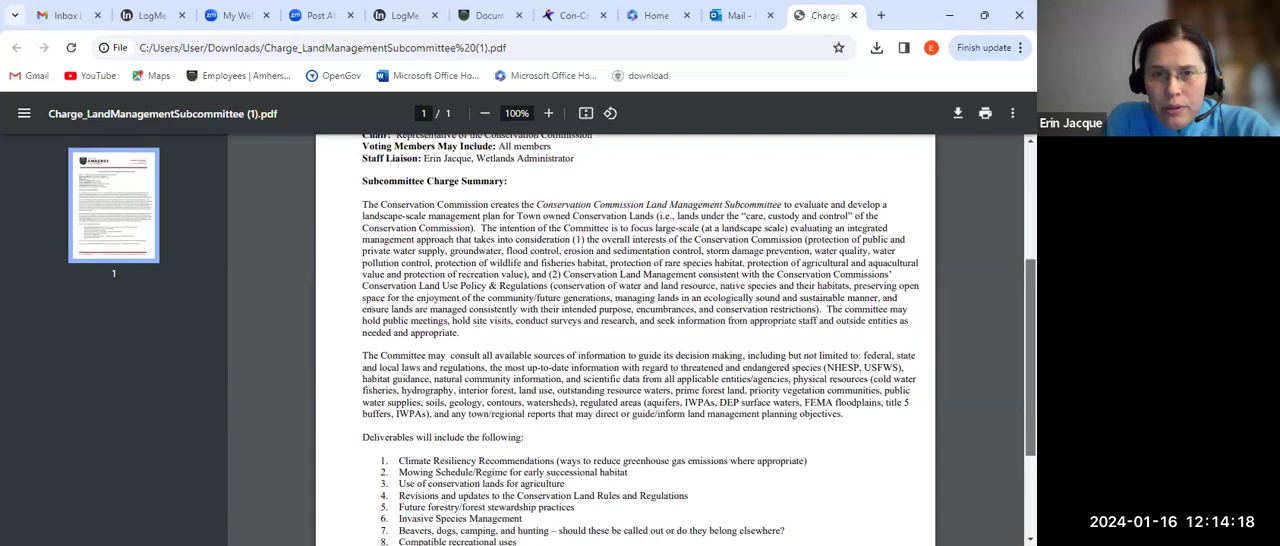 Inbox (
LogMe
My Wel
Post At
LogMe
Docum
Con-Co
Home
Mail -
Charge
File
C:/Users/User/Downloads/Charge_LandManagementSubcommittee%20(1).pdf
E
Finish update
Gmail
YouTube
Maps
Employees | Amhers...
OpenGov
Microsoft Office Ho...
Microsoft Office Ho...
download
Charge_LandManagementSubcommittee (1).pdf
1 / 1
100%
Erin Jacque
Chair: Representative of the Conservation Commission
Voting Members May Include: All members
Staff Liaison: Erin Jacque, Wetlands Administrator
Subcommittee Charge Summary:
The Conservation Commission creates the Conservation Commission Land Management Subcommittee to evaluate and develop a
landscape-scale management plan for Town owned Conservation Lands (i.e., lands under the “care, custody and control” of the
Conservation Commission). The intention of the Committee is to focus large-scale (at a landscape scale) evaluating an integrated
management approach that takes into consideration (1) the overall interests of the Conservation Commission (protection of public and
private water supply, groundwater, flood control, erosion and sedimentation control, storm damage prevention, water quality, water
pollution control, protection of wildlife and fisheries habitat, protection of rare species habitat, protection of agricultural and aquacultural
value and protection of recreation value), and (2) Conservation Land Management consistent with the Conservation Commissions’
Conservation Land Use Policy & Regulations (conservation of water and land resource, native species and their habitats, preserving open
space for the enjoyment of the community/future generations, managing lands in an ecologically sound and sustainable manner, and
ensure lands are managed consistently with their intended purpose, encumbrances, and conservation restrictions). The committee may
hold public meetings, hold site visits, conduct surveys and research, and seek information from appropriate staff and outside entities as
needed and appropriate.
The Committee may consult all available sources of information to guide its decision making, including but not limited to: federal, state
and local laws and regulations, the most up-to-date information with regard to threatened and endangered species (NHESP, USFWS),
habitat guidance, natural community information, and scientific data from all applicable entities/agencies, physical resources (cold water
fisheries, hydrography, interior forest, land use, outstanding resource waters, prime forest land, priority vegetation communities, public
water supplies, soils, geology, contours, watersheds), regulated areas (aquifers, IWPAs, DEP surface waters, FEMA floodplains, title 5
buffers, IWPAs), and any town/regional reports that may direct or guide/inform land management planning objectives.
Deliverables will include the following:
1. Climate Resiliency Recommendations (ways to reduce greenhouse gas emissions where appropriate)
2. Mowing Schedule/Regime for early successional habitat
3. Use of conservation lands for agriculture
4. Revisions and updates to the Conservation Land Rules and Regulations
5. Future forestry/forest stewardship practices
6. Invasive Species Management
7. Beavers, dogs, camping, and hunting – should these be called out or do they belong elsewhere?
8. Compatible recreational uses
1
2024-01-16 12:14:18